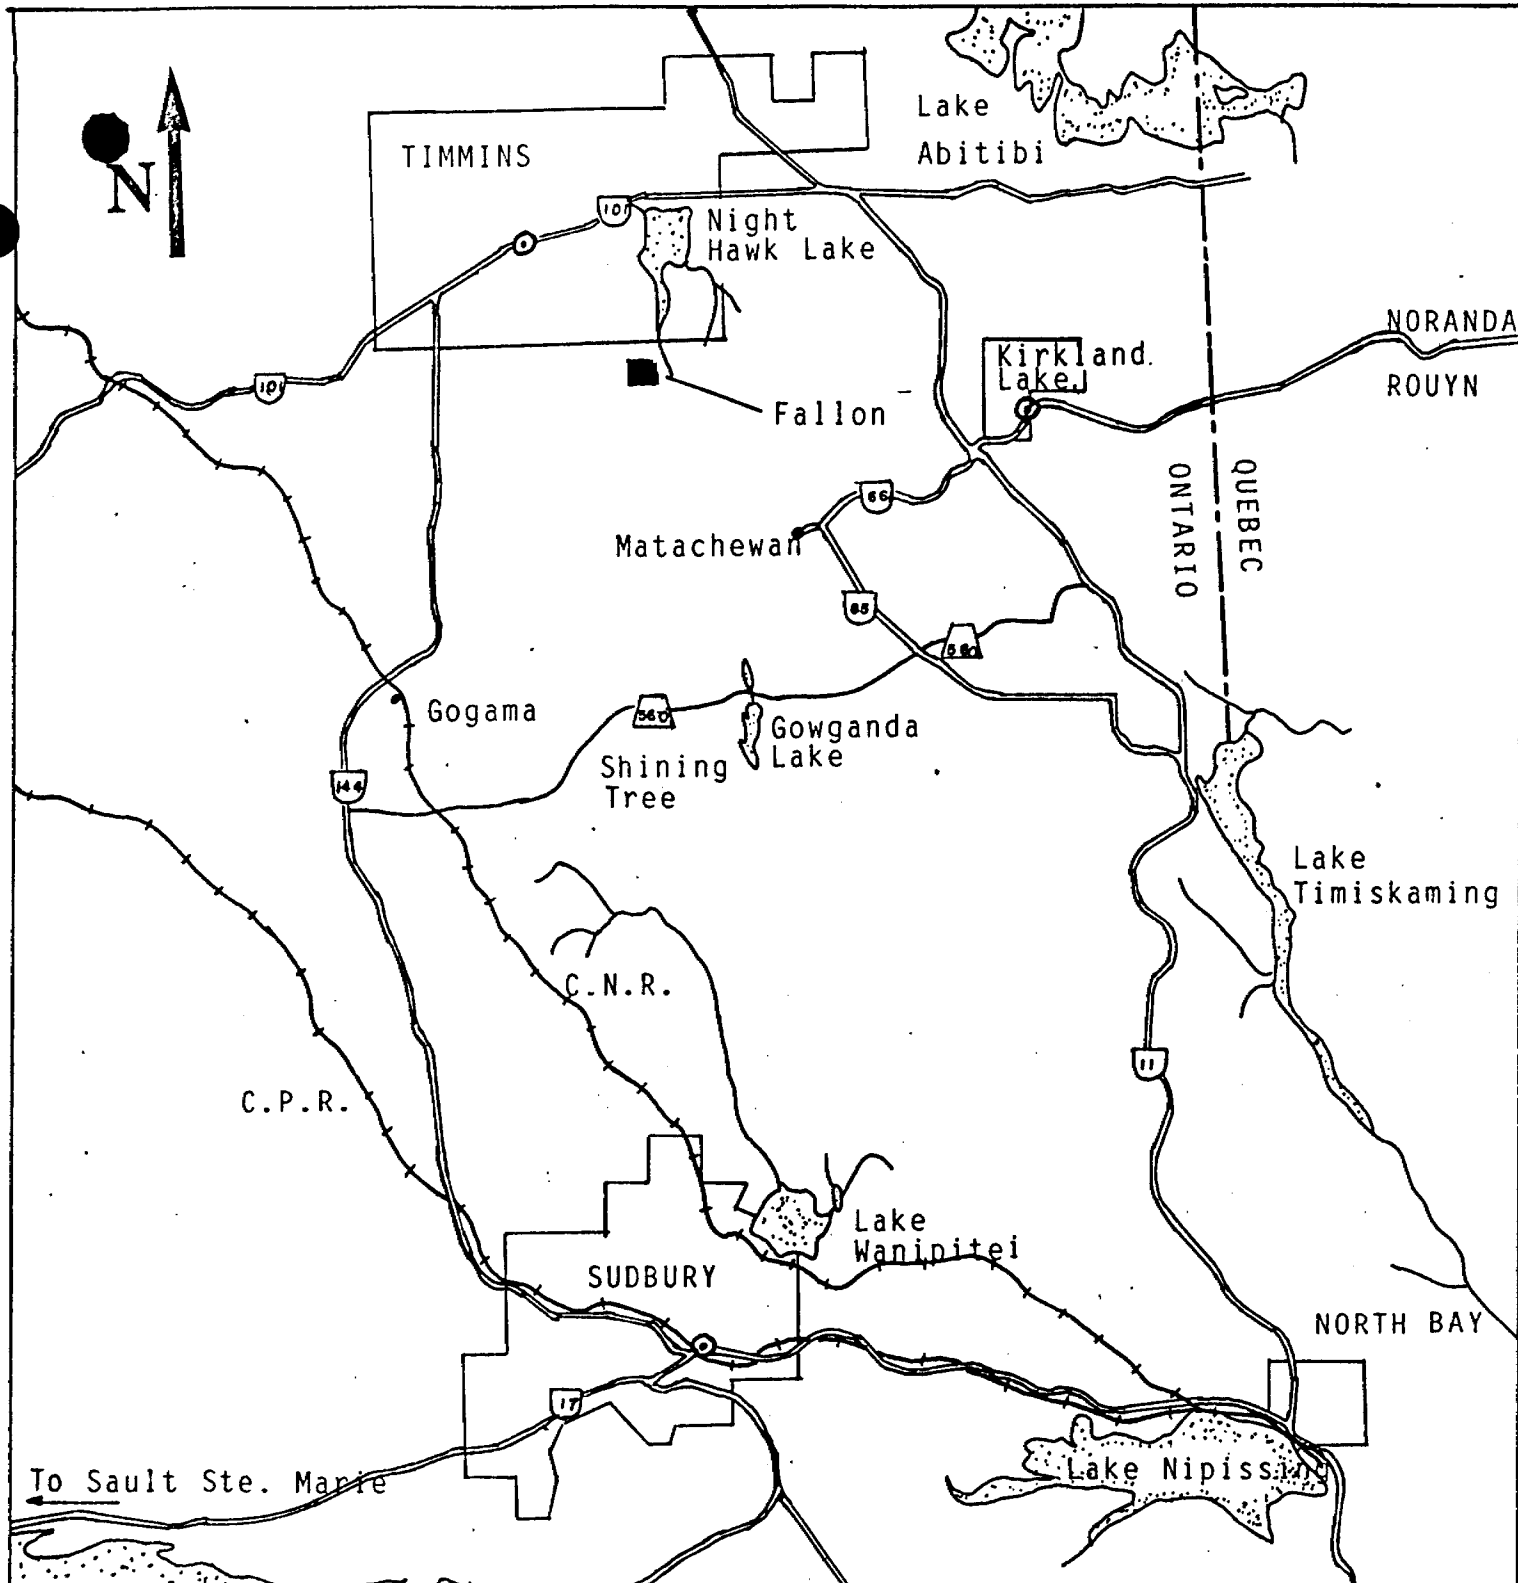 Lake
Abitibi
TIMMINS
N
101
Night
Hawk Lake
NORANDA
Kirkland
Lake
ROUYN
101
Fallon
QUEBEC
ONTARIO
66
Matachewan
65
560
560
Gogama
Gowganda
Lake
Shining
Tree
144
Lake
Timiskaming
C.N.R.
11
C.P.R.
Lake
Wanipitei
SUDBURY
NORTH BAY
17
To Sault Ste. Marie
Lake Nipissing